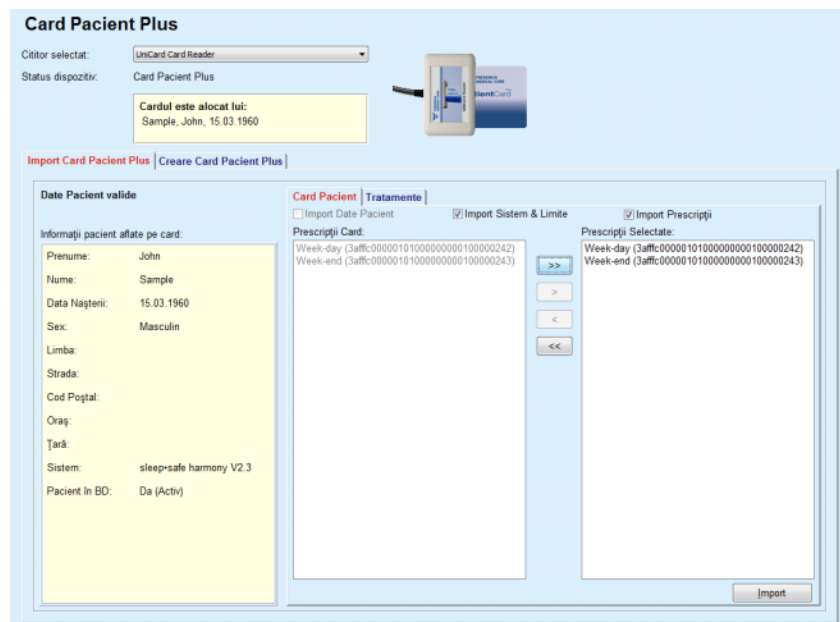 Card Pacient Plus
Cititor selectat: UniCard Card Reader
Status dispozitiv: Card Pacient Plus
Cardul este alocat lui:
Sample, John, 15.03.1960
Import Card Pacient Plus Creare Card Pacient Plus
Date Pacient valide
Card Pacient Tratamente
Import Date Pacient Import Sistem & Limite Import Prescripţii
Informaţii pacient aflate pe card:
Prescripţii Card: Prescripţii Selectate:
Prenume: John
Nume: Sample
Data Naşterii: 15.03.1960
Sex: Masculin
Limba:
Strada:
Cod Poştal:
Oraş:
Ţară:
Sistem: sleep•safe harmony V2.3
Pacient în BD: Da (Activ)
Week-day (3afffc00000101000000000100000242)
Week-end (3afffc00000101000000000100000243)
>>
>
<
<<
Week-day (3afffc00000101000000000100000242)
Week-end (3afffc00000101000000000100000243)
Import